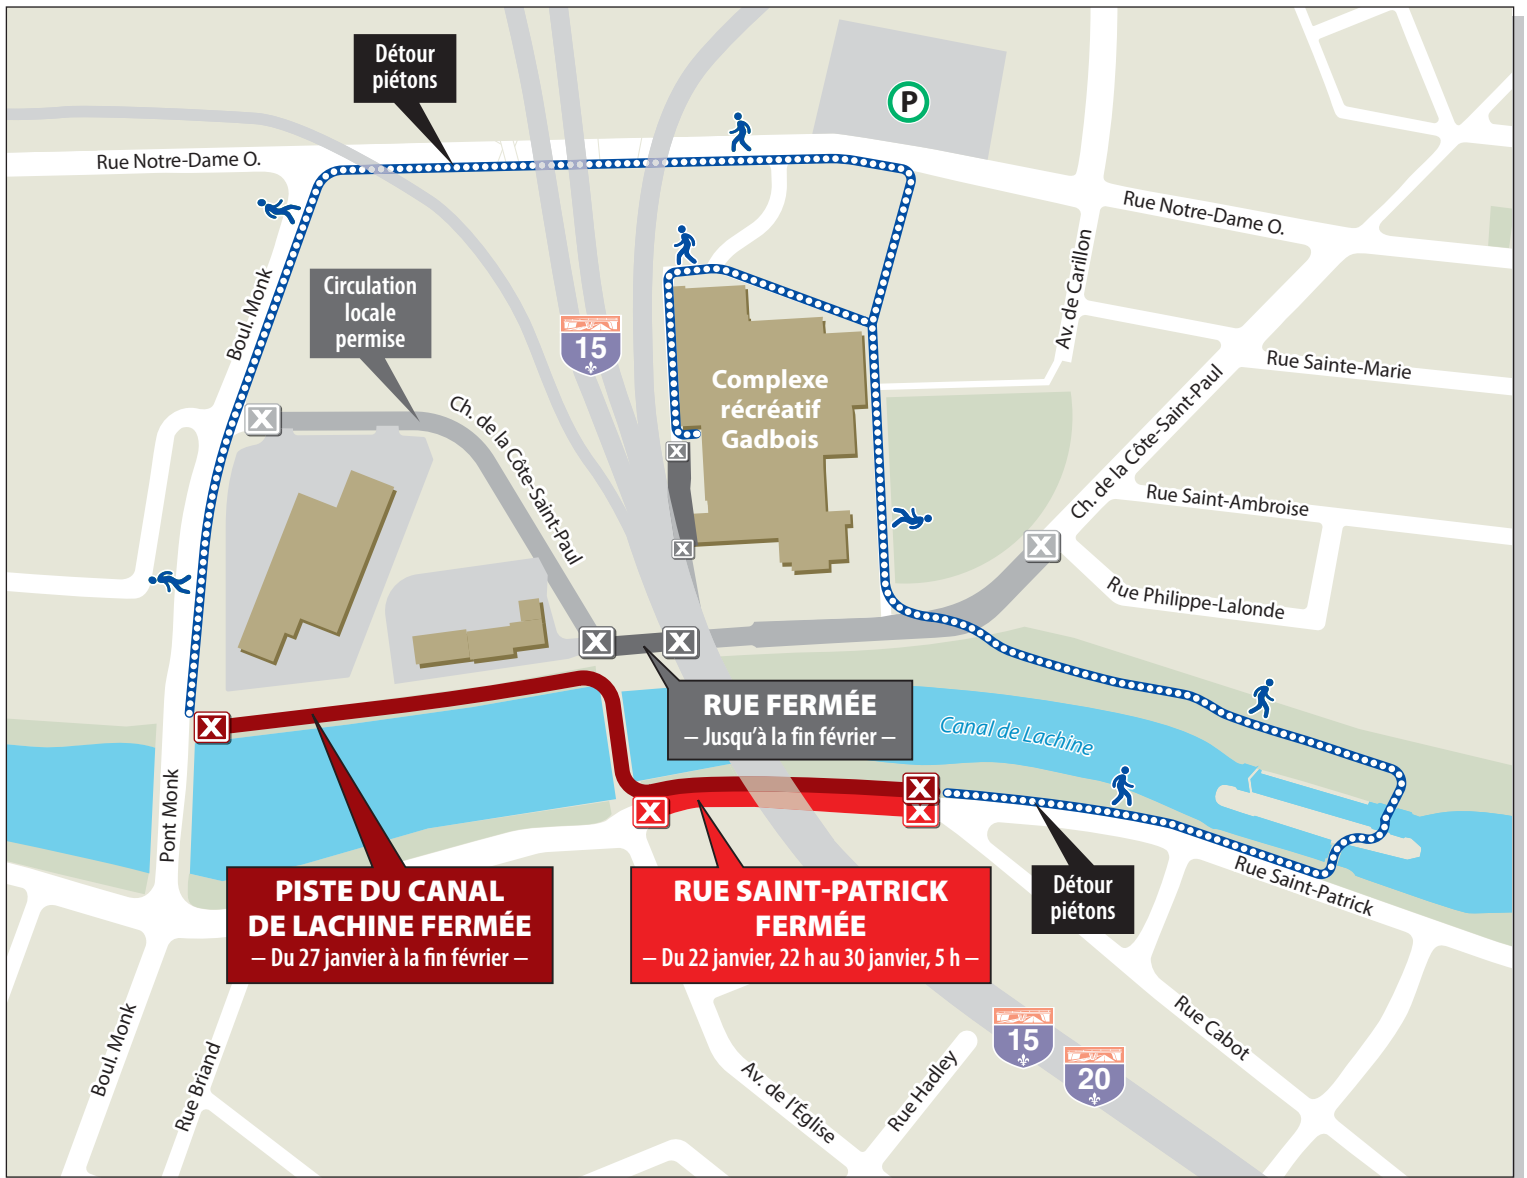 Détour
piétons
P
Rue Notre-Dame O.
Rue Notre-Dame O.
Boul. Monk
Circulation
locale
permise
15
Av. de Carillon
Rue Sainte-Marie
Complexe
récréatif
Gadbois
Ch. de la Côte-Saint-Paul
Ch. de la Côte-Saint-Paul
X
X
Rue Saint-Ambroise
X
X
Rue Philippe-Lalonde
X
X
RUE FERMÉE
– Jusqu'à la fin février –
Canal de Lachine
X
X
X
X
Pont Monk
PISTE DU CANAL
DE LACHINE FERMÉE
– Du 27 janvier à la fin février –
RUE SAINT-PATRICK
FERMÉE
– Du 22 janvier, 22 h au 30 janvier, 5 h –
Détour
piétons
Rue Saint-Patrick
Boul. Monk
Rue Briand
Av. de l'Église
Rue Hadley
15
20
Rue Cabot